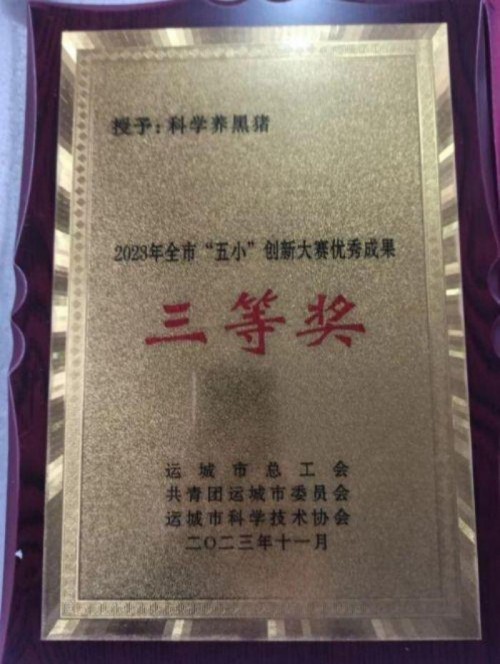 授予：科学养黑猪
2023年全市“五小”创新大赛优秀成果
三等奖
运城市总工会
共青团运城市委员会
运城市科学技术协会
二〇二三年十一月